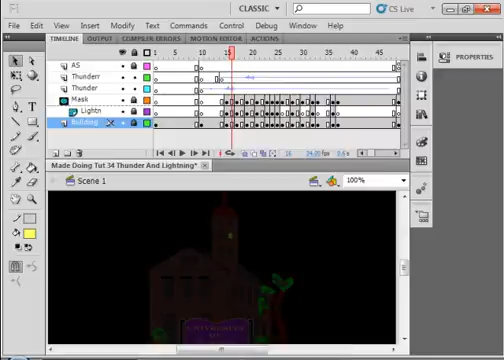 CLASSIC
CS Live
File Edit View Insert Modify Text Commands Control Debug Window Help
TIMELINE OUTPUT COMPILER ERRORS MOTION EDITOR ACTIONS
PROPERTIES
5 10 15 20 25 30 35 40 45
AS
Thunderr
Thunder
Mask
Lightn
Building
16 24.00 fps 0.6 s
Made Doing Tut 34 Thunder And Lightning*
Scene 1
100%